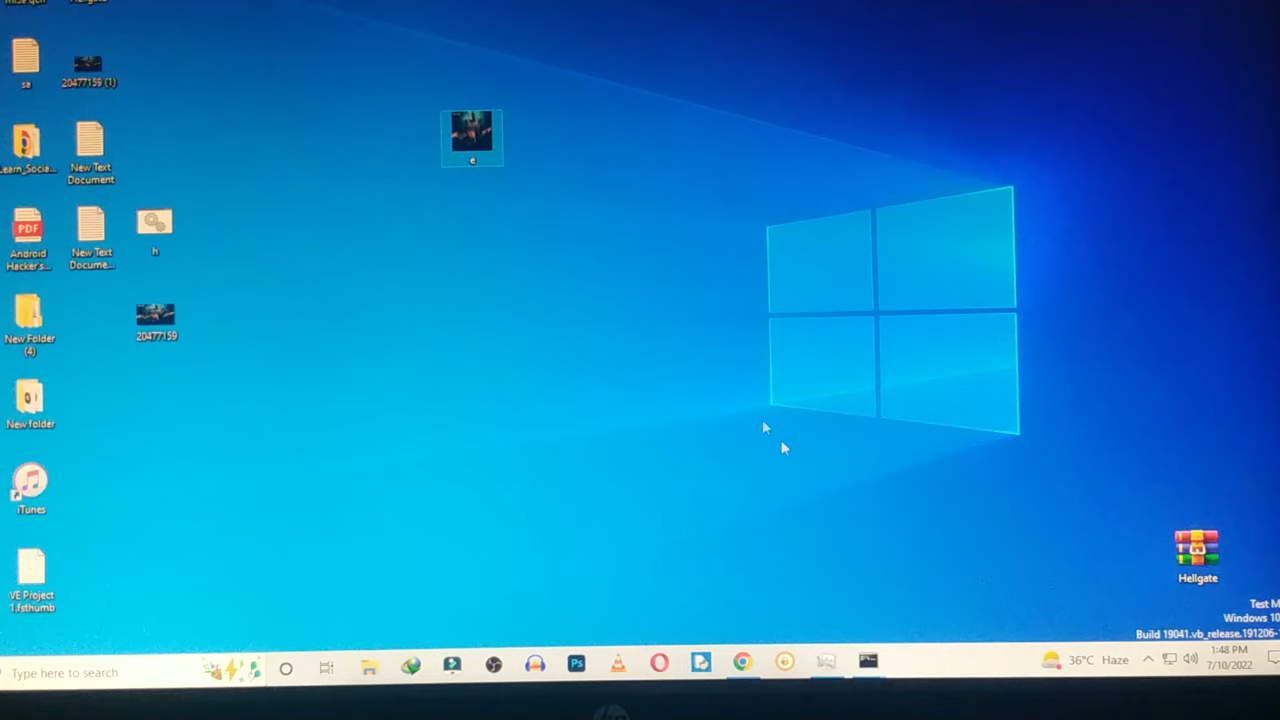 sa
20477159 (1)
Learn_Socia...
New Text
Document
Android
Hacker's...
New Text
Docume...
h
e
New Folder
(4)
20477159
New folder
iTunes
VE Project
1.fsthumb
PDF
Ps
Hellgate
Test M
Windows 10
Build 19041.vb_release.191206-
Type here to search
36°C Haze
1:48 PM
7/10/2022
hp